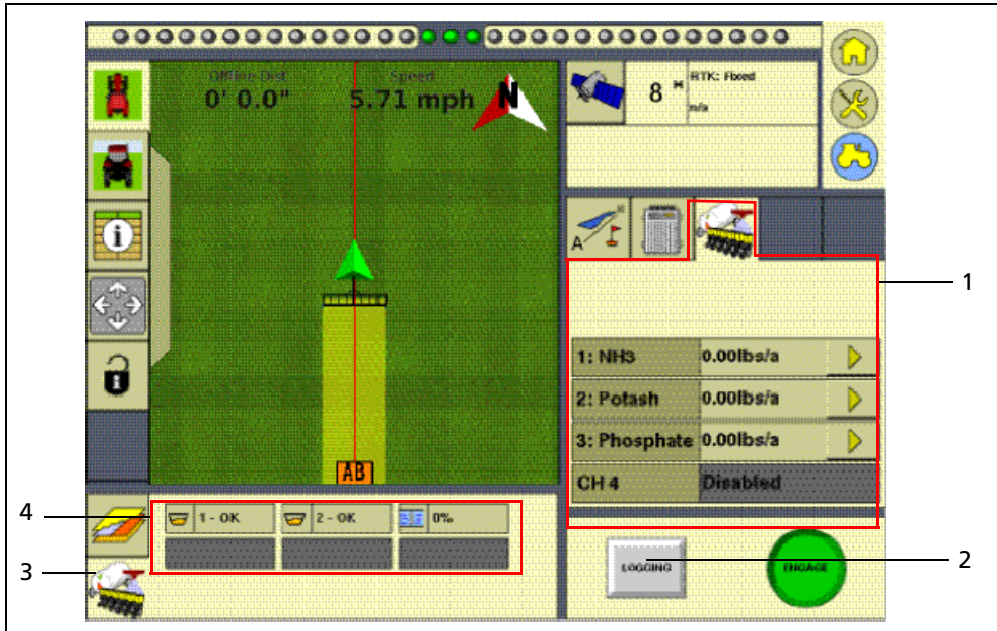 Offline Dist
Speed
0' 0.0"
5.71 mph
N
8
H
RTK: Fixed
n/a
i
A
B
1
1: NH3
0.00lbs/a
2: Potash
0.00lbs/a
3: Phosphate
0.00lbs/a
CH 4
Disabled
AB
4
1 - OK
2 - OK
0%
3
LOGGING
2
ENGAGE